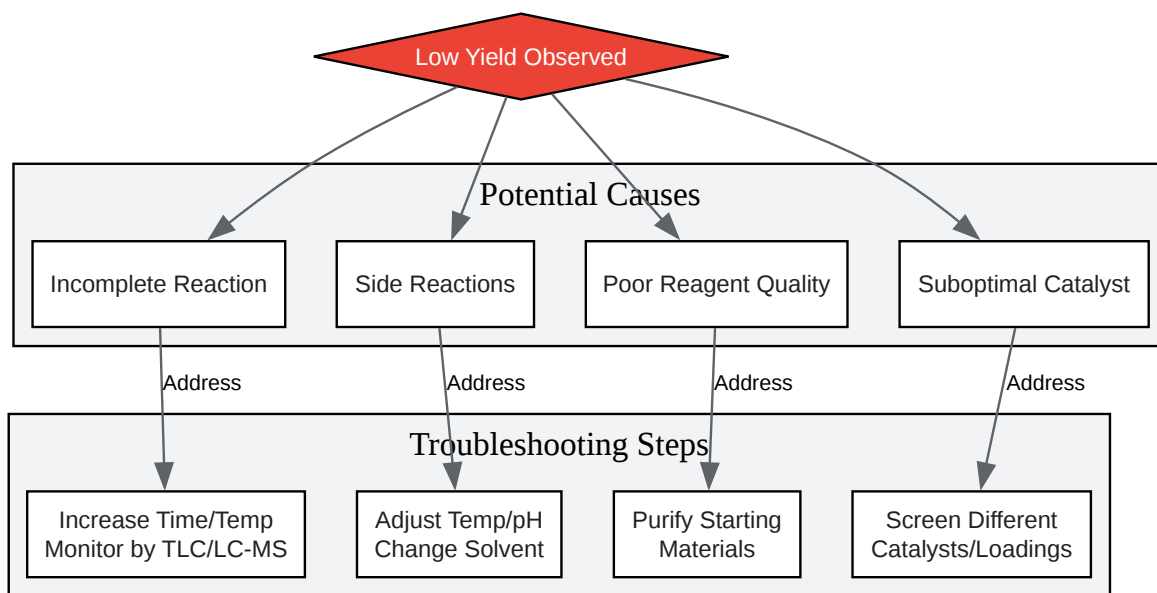 Low Yield Observed
Potential Causes
Incomplete Reaction
Side Reactions
Poor Reagent Quality
Suboptimal Catalyst
Address
Address
Address
Address
Troubleshooting Steps
Increase Time/Temp
Monitor by TLC/LC-MS
Adjust Temp/pH
Change Solvent
Purify Starting
Materials
Screen Different
Catalysts/Loadings